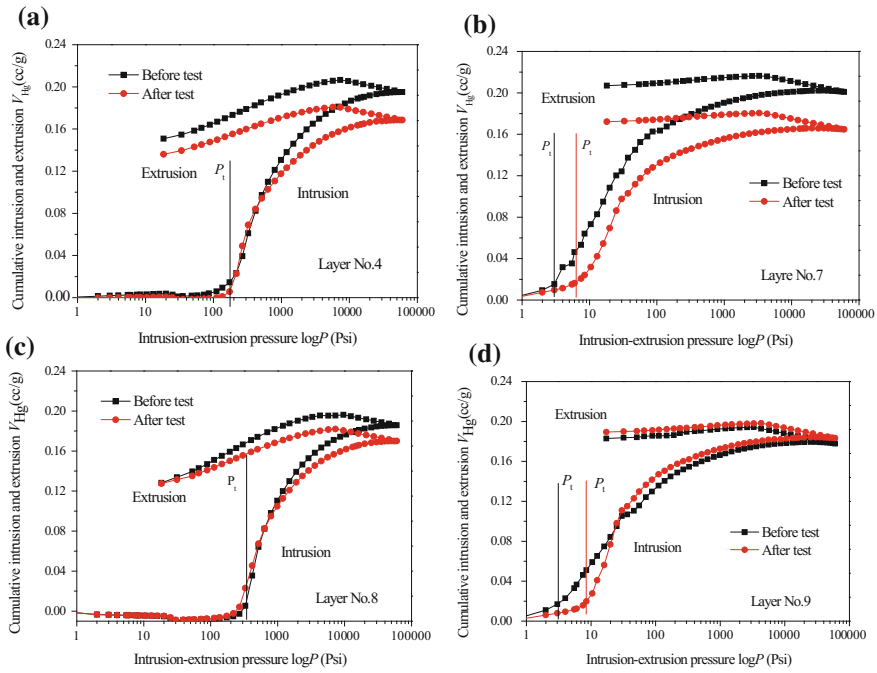 (a)
Cumulative intrusion and extrusion V_Hg(cc/g)
0.24
0.20
0.16
0.12
0.08
0.04
0.00
Before test
After test
Extrusion
P_t
Intrusion
Layer No.4
1 10 100 1000 10000 100000
Intrusion-extrusion pressure logP (Psi)
(b)
Cumulative intrusion and extrusion V_Hg(cc/g)
0.24
0.20
0.16
0.12
0.08
0.04
0.00
Extrusion
P_t
P_t
Before test
After test
Intrusion
Layre No.7
1 10 100 1000 10000 100000
Intrusion-extrusion pressure logP (Psi)
(c)
Cumulative intrusion and extrusion V_Hg(cc/g)
0.24
0.20
0.16
0.12
0.08
0.04
0.00
Before test
After test
Extrusion
P_t
Intrusion
Layer No.8
1 10 100 1000 10000 100000
Intrusion-extrusion pressure logP (Psi)
(d)
Cumulative intrusion and extrusion V_Hg(cc/g)
0.24
0.20
0.16
0.12
0.08
0.04
0.00
Extrusion
P_t
P_t
Before test
After test
Intrusion
Layer No.9
1 10 100 1000 10000 100000
Intrusion-extrusion pressure logP (Psi)